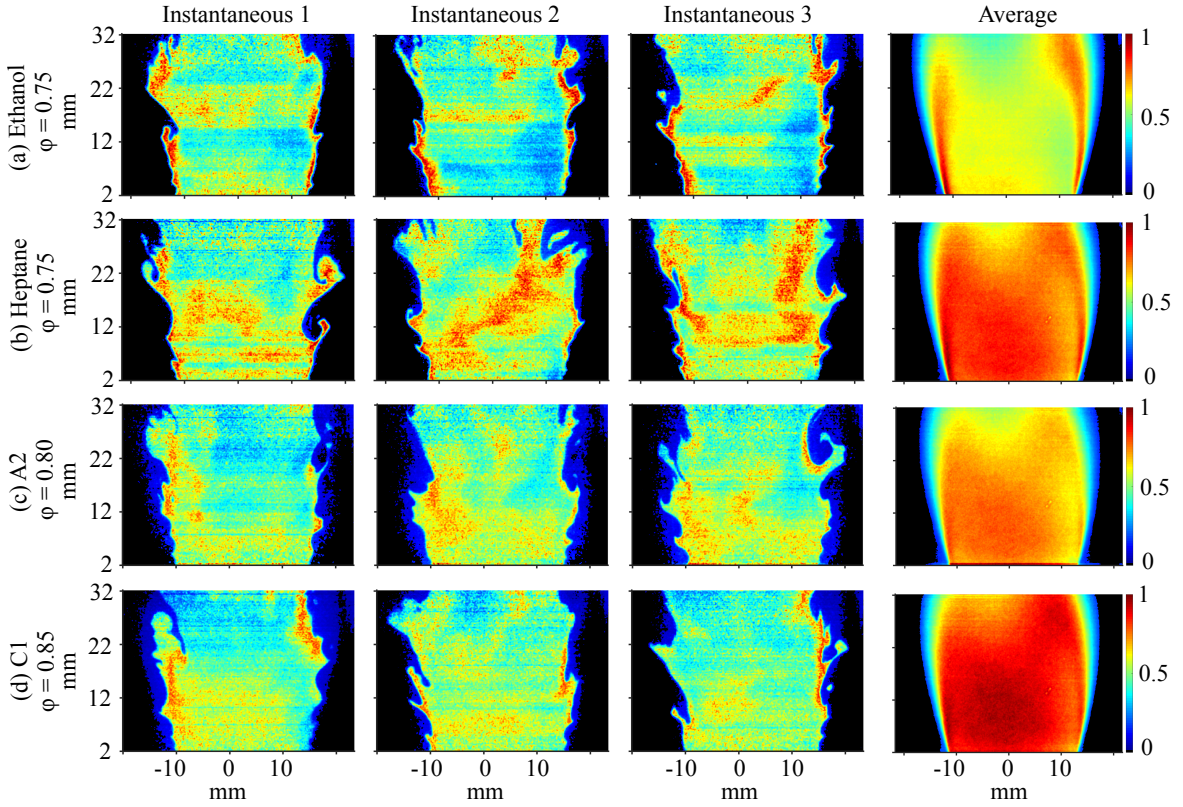 Instantaneous 1 Instantaneous 2 Instantaneous 3 Average
(a) Ethanol
φ = 0.75
mm
32
22
12
2
1
0.5
0
(b) Heptane
φ = 0.75
mm
32
22
12
2
1
0.5
0
(c) A2
φ = 0.80
mm
32
22
12
2
1
0.5
0
(d) C1
φ = 0.85
mm
32
22
12
2
1
0.5
0
-10 0 10 -10 0 10 -10 0 10 -10 0 10
mm mm mm mm